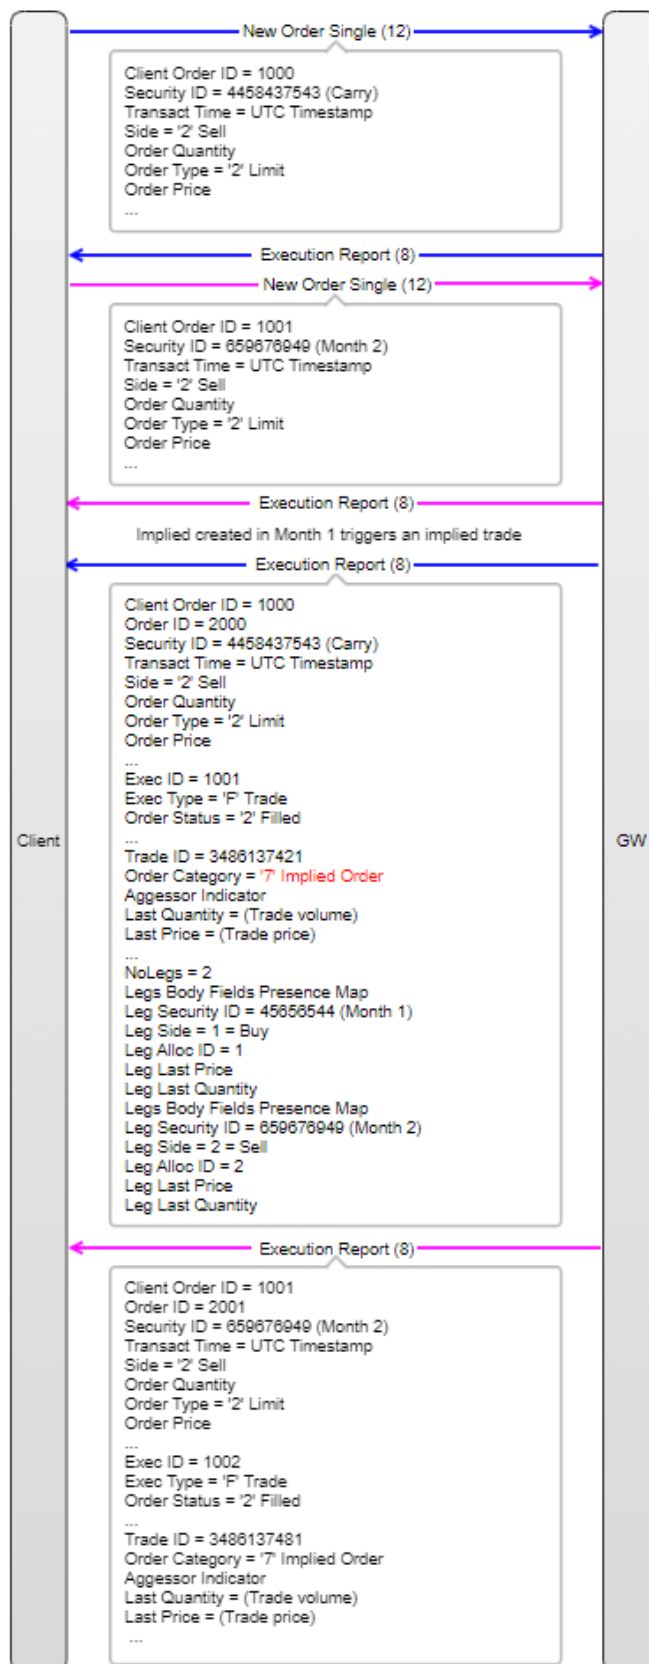 New Order Single (12)
Client Order ID = 1000
Security ID = 4458437543 (Carry)
Transact Time = UTC Timestamp
Side = '2' Sell
Order Quantity
Order Type = '2' Limit
Order Price
...
Execution Report (8)
New Order Single (12)
Client Order ID = 1001
Security ID = 659676949 (Month 2)
Transact Time = UTC Timestamp
Side = '2' Sell
Order Quantity
Order Type = '2' Limit
Order Price
...
Execution Report (8)
Implied created in Month 1 triggers an implied trade
Execution Report (8)
Client Order ID = 1000
Order ID = 2000
Security ID = 4458437543 (Carry)
Transact Time = UTC Timestamp
Side = '2' Sell
Order Quantity
Order Type = '2' Limit
Order Price
...
Exec ID = 1001
Exec Type = 'F' Trade
Order Status = '2' Filled
...
Client
GW
Trade ID = 3486137421
Order Category = '7' Implied Order
Aggessor Indicator
Last Quantity = (Trade volume)
Last Price = (Trade price)
...
NoLegs = 2
Legs Body Fields Presence Map
Leg Security ID = 45656544 (Month 1)
Leg Side = 1 = Buy
Leg Alloc ID = 1
Leg Last Price
Leg Last Quantity
Legs Body Fields Presence Map
Leg Security ID = 659676949 (Month 2)
Leg Side = 2 = Sell
Leg Alloc ID = 2
Leg Last Price
Leg Last Quantity
Execution Report (8)
Client Order ID = 1001
Order ID = 2001
Security ID = 659676949 (Month 2)
Transact Time = UTC Timestamp
Side = '2' Sell
Order Quantity
Order Type = '2' Limit
Order Price
...
Exec ID = 1002
Exec Type = 'F' Trade
Order Status = '2' Filled
...
Trade ID = 3486137481
Order Category = '7' Implied Order
Aggessor Indicator
Last Quantity = (Trade volume)
Last Price = (Trade price)
...